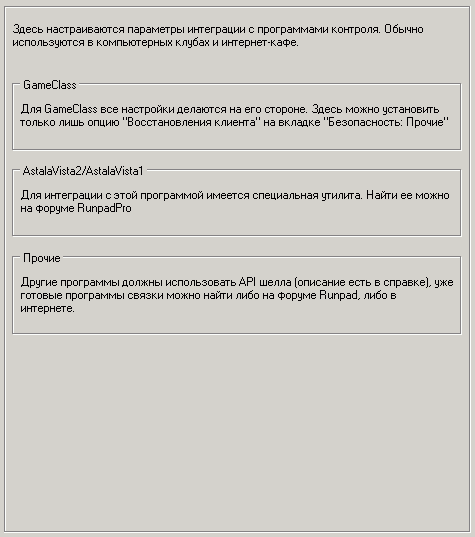 Здесь настраиваются параметры интеграции с программами контроля. Обычно
используются в компьютерных клубах и интернет-кафе.
GameClass
Для GameClass все настройки делаются на его стороне. Здесь можно установить
только лишь опцию "Восстановления клиента" на вкладке "Безопасность: Прочие"
AstalaVista2/AstalaVista1
Для интеграции с этой программой имеется специальная утилита. Найти ее можно
на форуме RunpadPro
Прочие
Другие программы должны использовать API шелла (описание есть в справке), уже
готовые программы связки можно найти либо на форуме Runpad, либо в
интернете.